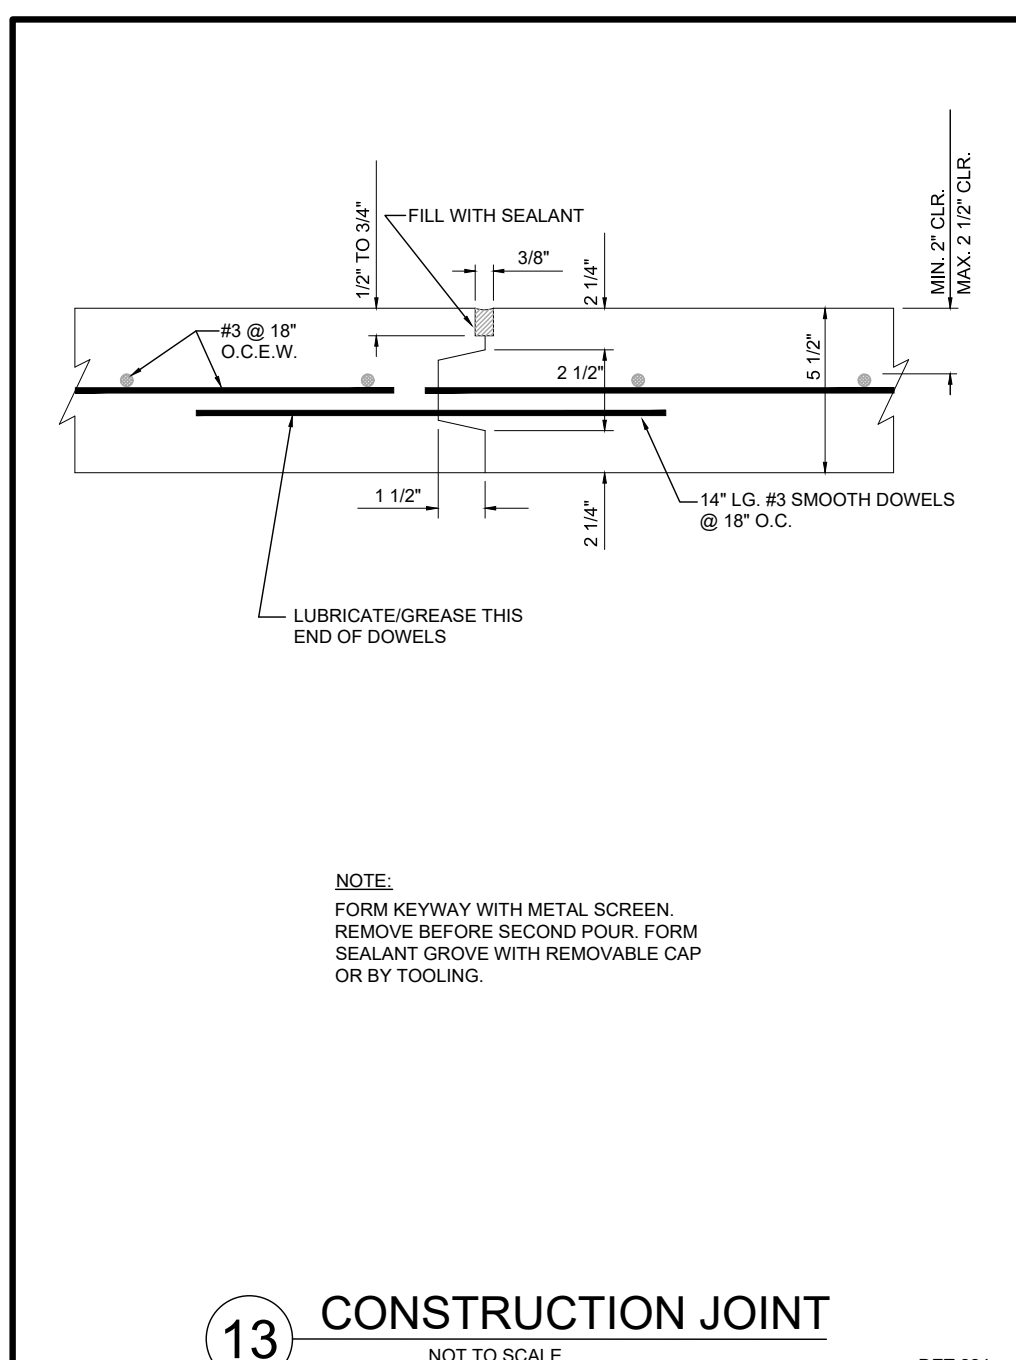 MIN. 2" CLR.
MAX. 2 1/2" CLR.
1/2" TO 3/4"
FILL WITH SEALANT
3/8"
2 1/4"
#3 @ 18"
O.C.E.W.
2 1/2"
5 1/2"
1 1/2"
2 1/4"
14" LG. #3 SMOOTH DOWELS
@ 18" O.C.
LUBRICATE/GREASE THIS
END OF DOWELS
NOTE:
FORM KEYWAY WITH METAL SCREEN.
REMOVE BEFORE SECOND POUR. FORM
SEALANT GROVE WITH REMOVABLE CAP
OR BY TOOLING.
13
CONSTRUCTION JOINT
NOT TO SCALE